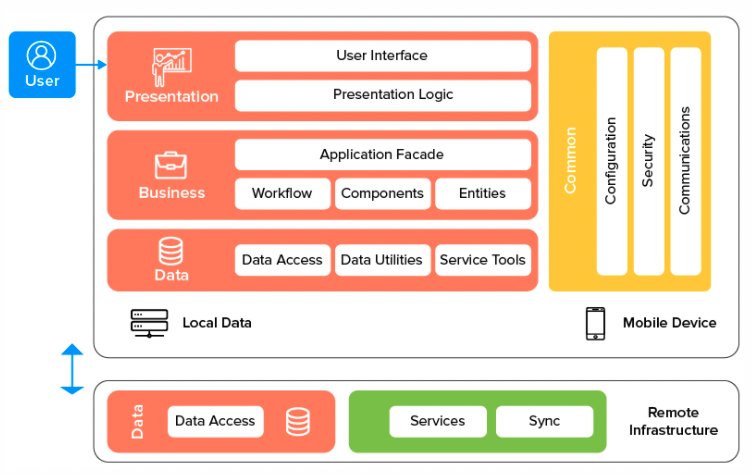 User
Presentation
User Interface
Presentation Logic
Business
Application Facade
Workflow
Components
Entities
Data
Data Access
Data Utilities
Service Tools
Common
Configuration
Security
Communications
Local Data
Mobile Device
Data
Data Access
Services
Sync
Remote
Infrastructure